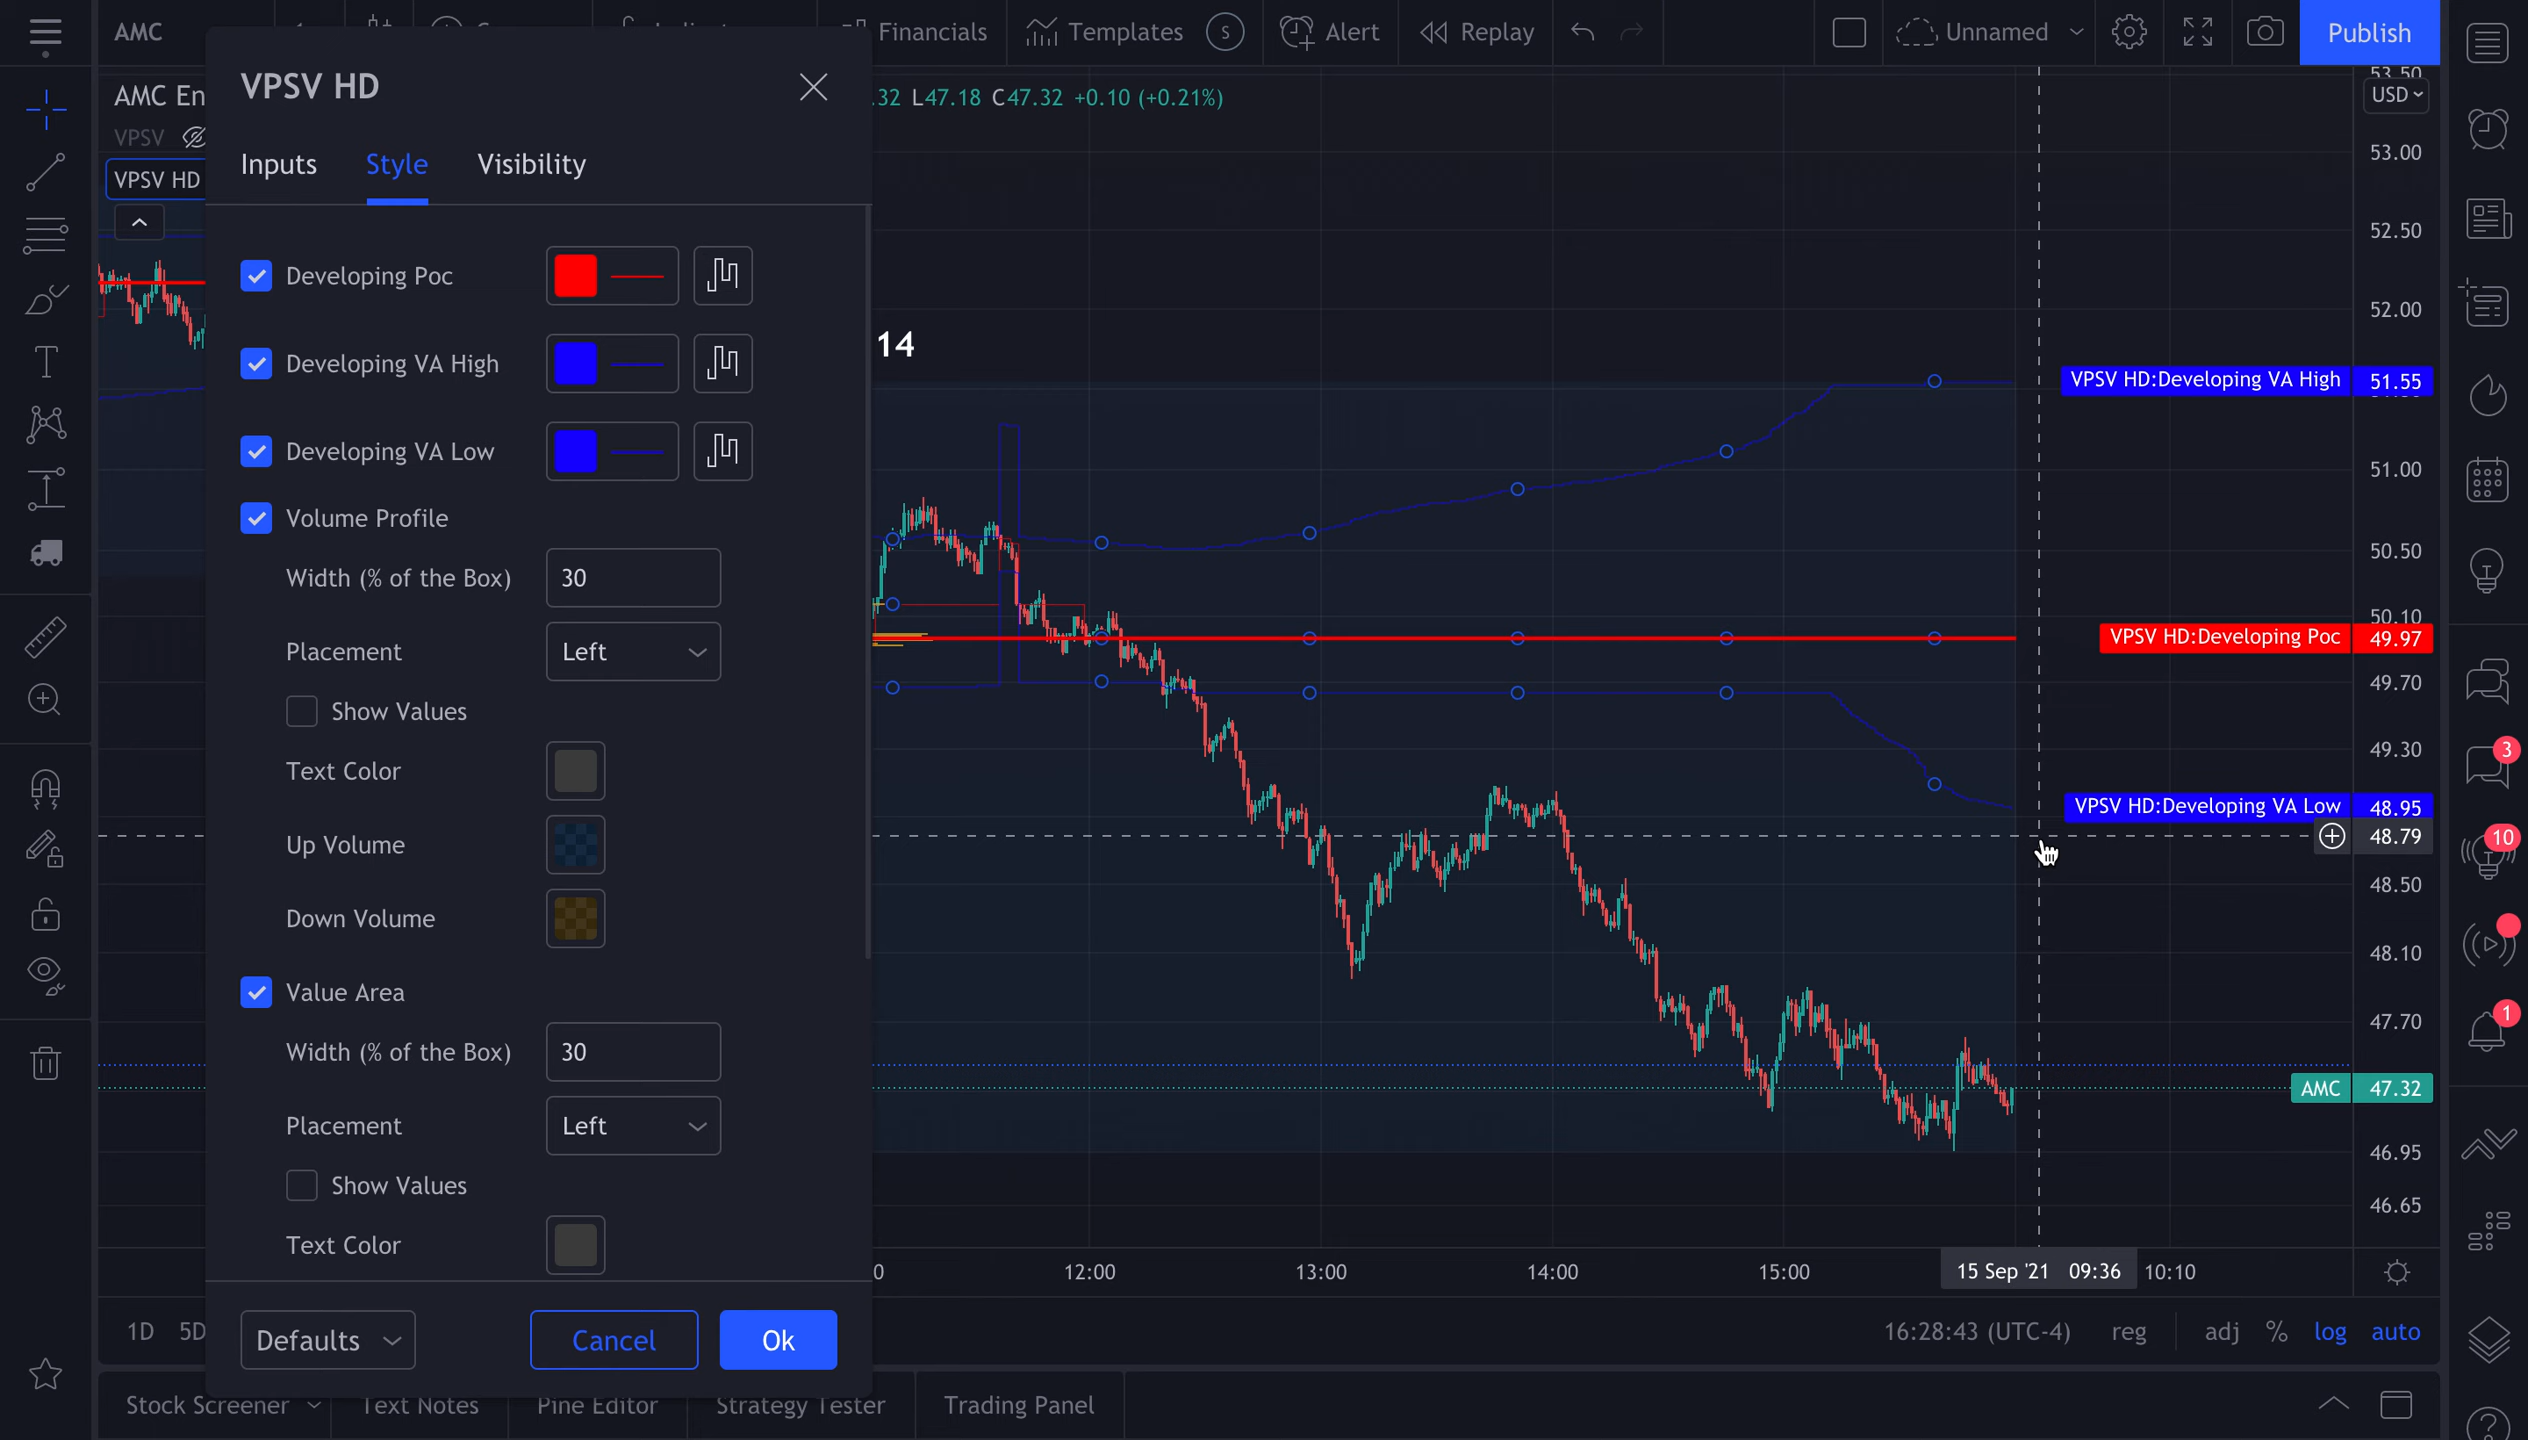 AMC
Financials
Templates
S
Alert
Replay
Unnamed
Publish
VPSV HD
AMC En
.32 L47.18 C47.32 +0.10 (+0.21%)
VPSV
VPSV HD
Inputs
Style
Visibility
Developing Poc
Developing VA High
Developing VA Low
Volume Profile
Width (% of the Box)
30
Placement
Left
Show Values
Text Color
Up Volume
Down Volume
Value Area
Width (% of the Box)
30
Placement
Left
Show Values
Text Color
Defaults
Cancel
Ok
14
53.50
USD
53.00
52.50
52.00
VPSV HD:Developing VA High 51.55
51.00
50.50
50.10
VPSV HD:Developing Poc 49.97
49.70
49.30
VPSV HD:Developing VA Low 48.95
48.79
48.50
48.10
47.70
AMC 47.32
46.95
46.65
0
12:00
13:00
14:00
15:00
15 Sep '21 09:36
10:10
1D
5D
16:28:43 (UTC-4)
reg
adj
%
log
auto
Stock Screener
Text Notes
Pine Editor
Strategy Tester
Trading Panel
3
10
1